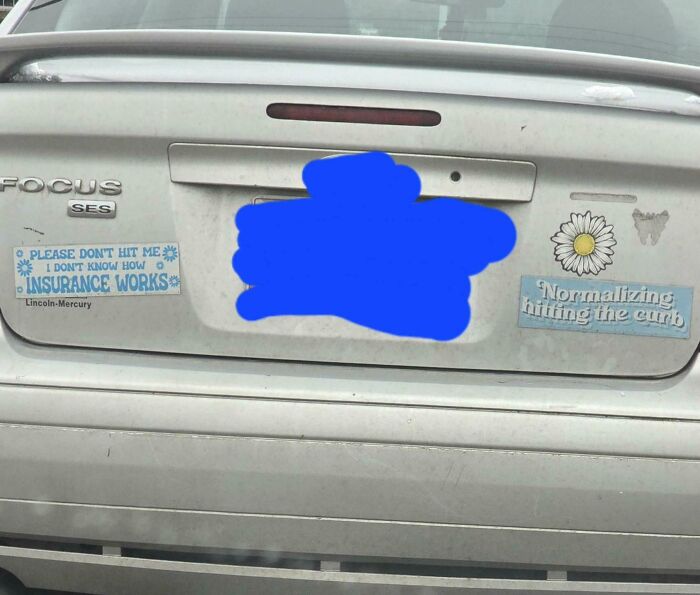 FOCUS
SES
PLEASE DON'T HIT ME
I DON'T KNOW HOW
INSURANCE WORKS
Lincoln-Mercury
Normalizing
hitting the curb